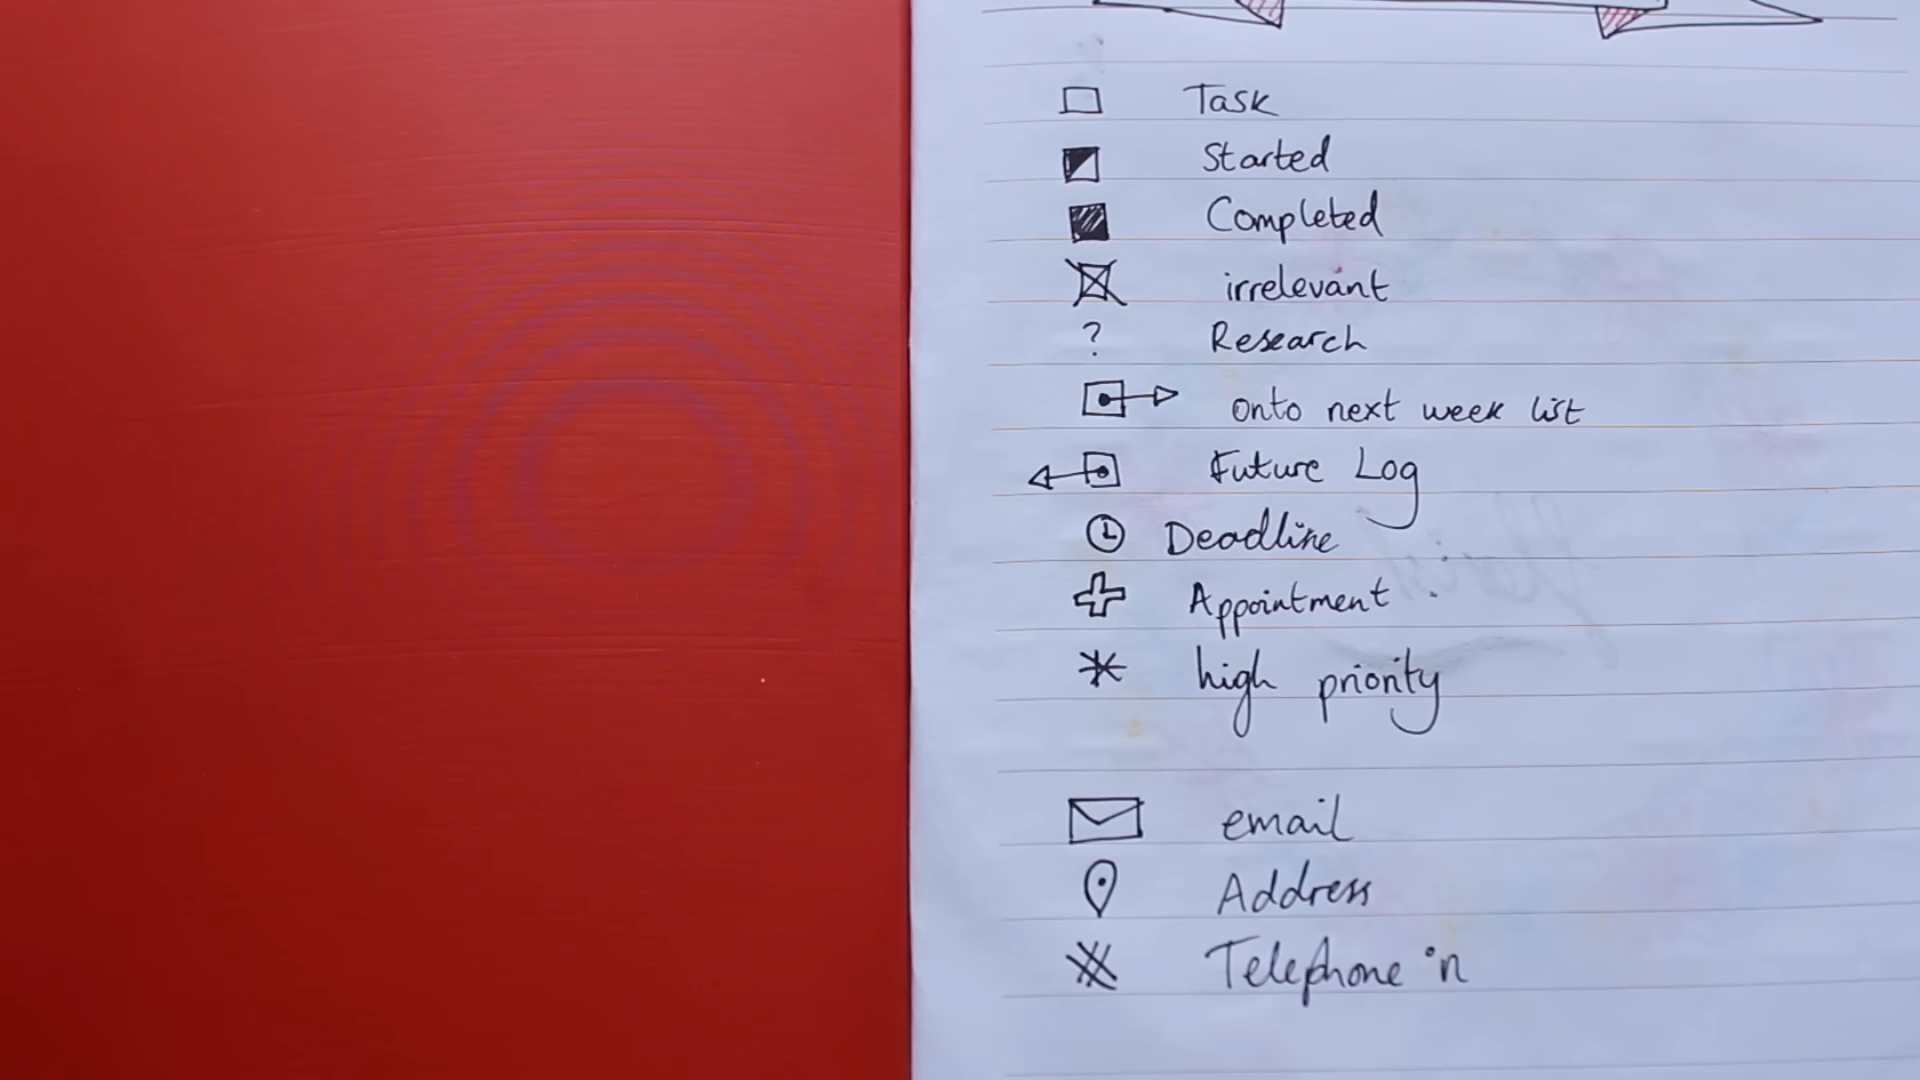 Task
Started
Completed
irrelevant
? Research
onto next week list
Future Log
Deadline
Appointment
high priority
email
Address
Telephone °n